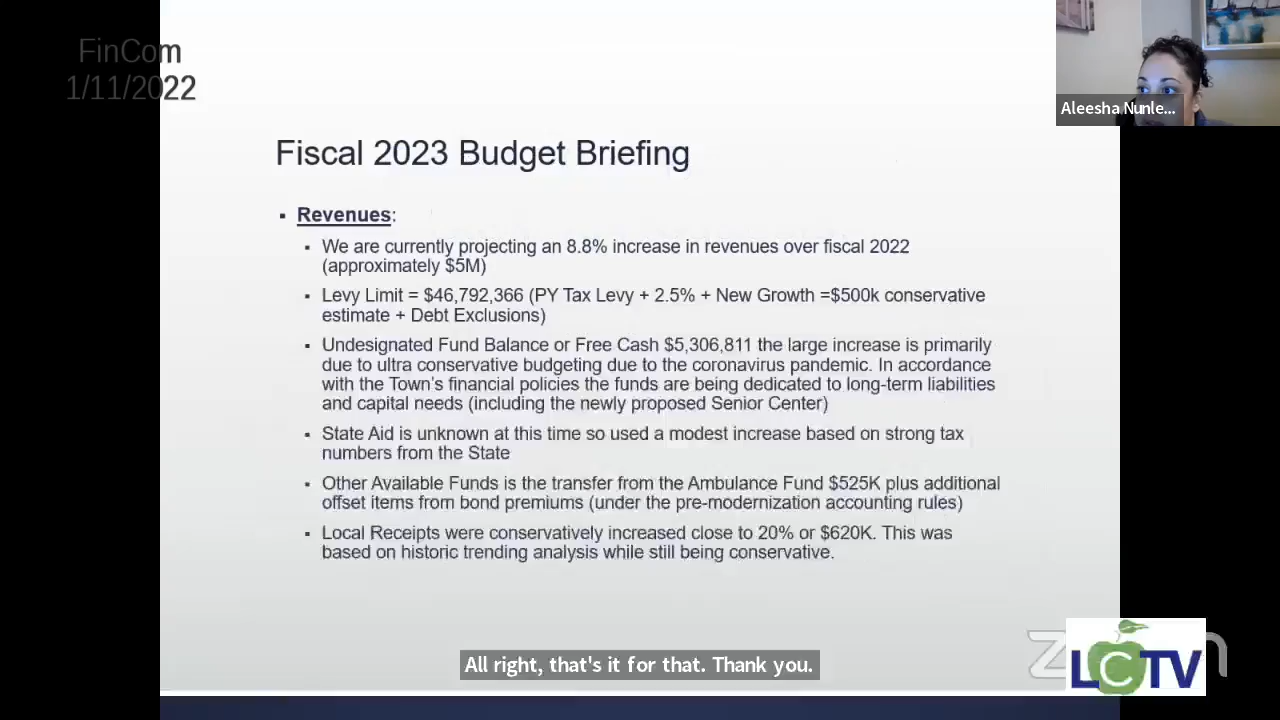 FinCom
1/11/2022
Aleesha Nunle...
Fiscal 2023 Budget Briefing
▪ Revenues:
▪ We are currently projecting an 8.8% increase in revenues over fiscal 2022
(approximately $5M)
▪ Levy Limit = $46,792,366 (PY Tax Levy + 2.5% + New Growth =$500k conservative
estimate + Debt Exclusions)
▪ Undesignated Fund Balance or Free Cash $5,306,811 the large increase is primarily
due to ultra conservative budgeting due to the coronavirus pandemic. In accordance
with the Town's financial policies the funds are being dedicated to long-term liabilities
and capital needs (including the newly proposed Senior Center)
▪ State Aid is unknown at this time so used a modest increase based on strong tax
numbers from the State
▪ Other Available Funds is the transfer from the Ambulance Fund $525K plus additional
offset items from bond premiums (under the pre-modernization accounting rules)
▪ Local Receipts were conservatively increased close to 20% or $620K. This was
based on historic trending analysis while still being conservative.
All right, that's it for that. Thank you.
LCTV